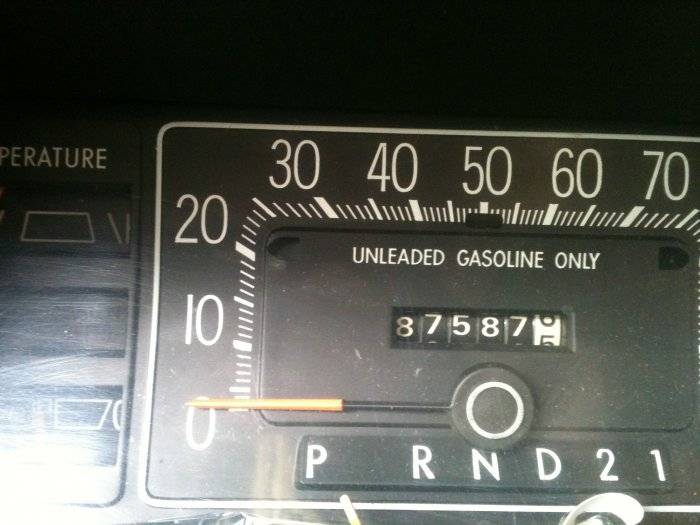 PERATURE
30 40 50 60 70
20
UNLEADED GASOLINE ONLY
10
87587
0
P R N D 2 1